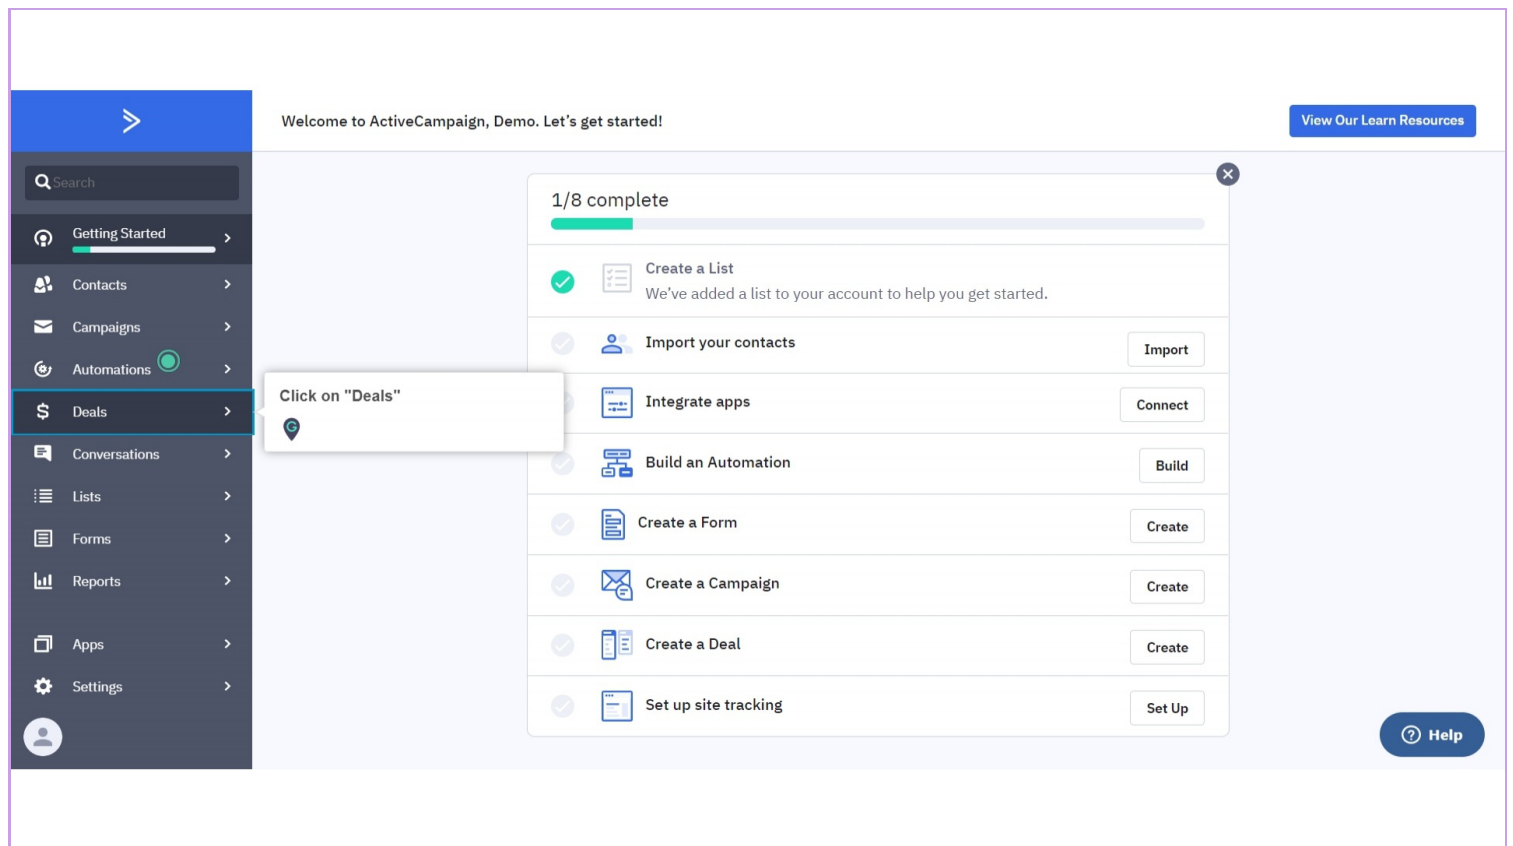 Welcome to ActiveCampaign, Demo. Let's get started!
View Our Learn Resources
Search
Getting Started
Contacts
Campaigns
Automations
Deals
Conversations
Lists
Forms
Reports
Apps
Settings
Click on "Deals"
G
1/8 complete
Create a List
We've added a list to your account to help you get started.
Import your contacts
Import
Integrate apps
Connect
Build an Automation
Build
Create a Form
Create
Create a Campaign
Create
Create a Deal
Create
Set up site tracking
Set Up
Help